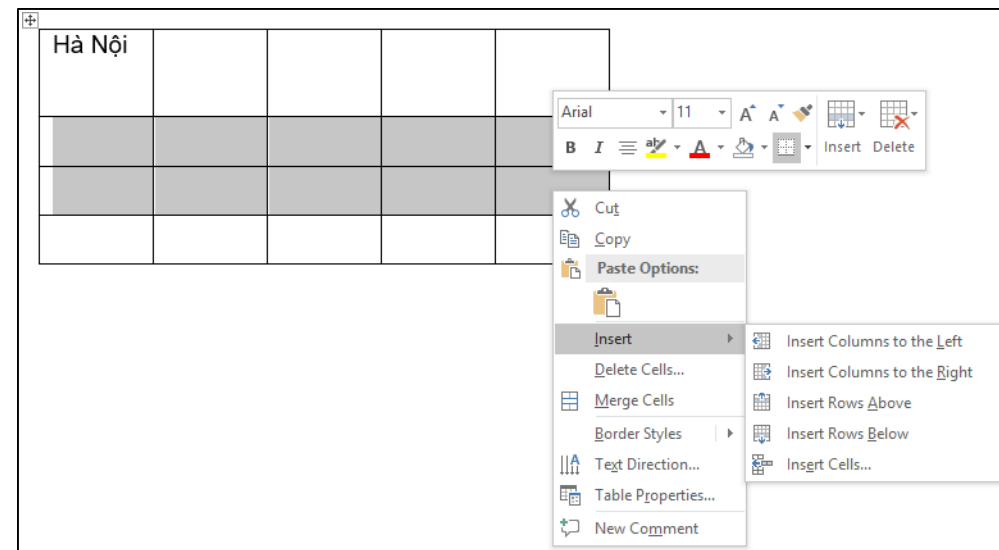 Hà Nội
Arial 11 A A
B I aby A Insert Delete
Cut
Copy
Paste Options:
Insert
Delete Cells...
Merge Cells
Border Styles
Text Direction...
Table Properties...
New Comment
Insert Columns to the Left
Insert Columns to the Right
Insert Rows Above
Insert Rows Below
Insert Cells...